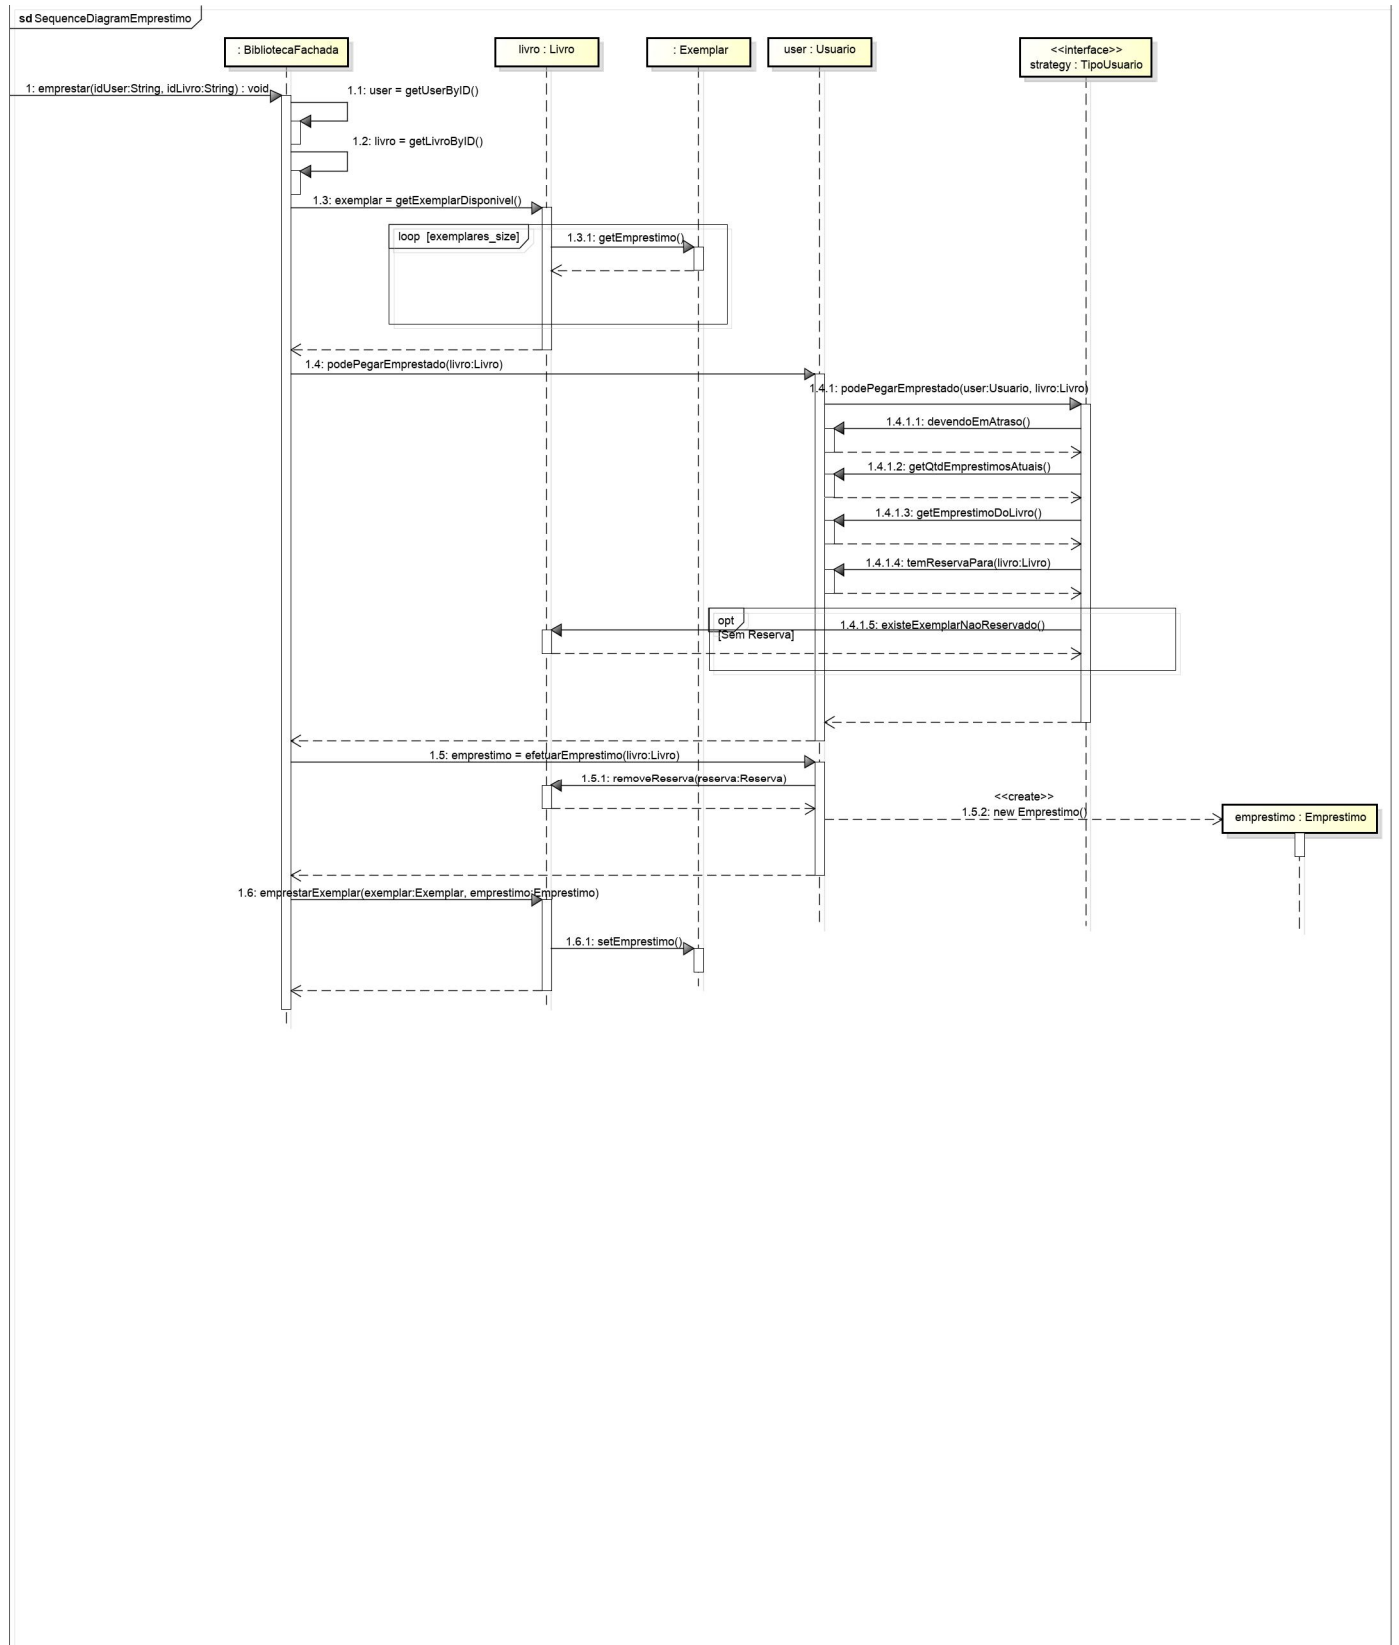 sd SequenceDiagramEmprestimo
: BibliotecaFachada
livro : Livro
: Exemplar
user : Usuario
<<interface>>
strategy : TipoUsuario
1: emprestar(idUser:String, idLivro:String) : void
1.1: user = getUserByID()
1.2: livro = getLivroByID()
1.3: exemplar = getExemplarDisponivel()
loop [exemplares_size]
1.3.1: getEmprestimo()
1.4: podePegarEmprestado(livro:Livro)
1.4.1: podePegarEmprestado(user:Usuario, livro:Livro)
1.4.1.1: devendoEmAtraso()
1.4.1.2: getQtdEmprestimosAtuais()
1.4.1.3: getEmprestimoDoLivro()
1.4.1.4: temReservaPara(livro:Livro)
opt
1.4.1.5: existeExemplarNaoReservado()
[Sem Reserva]
1.5: emprestimo = efetuarEmprestimo(livro:Livro)
1.5.1: removeReserva(reserva:Reserva)
<<create>>
1.5.2: new Emprestimo()
emprestimo : Emprestimo
1.6: emprestarExemplar(exemplar:Exemplar, emprestimo:Emprestimo)
1.6.1: setEmprestimo()